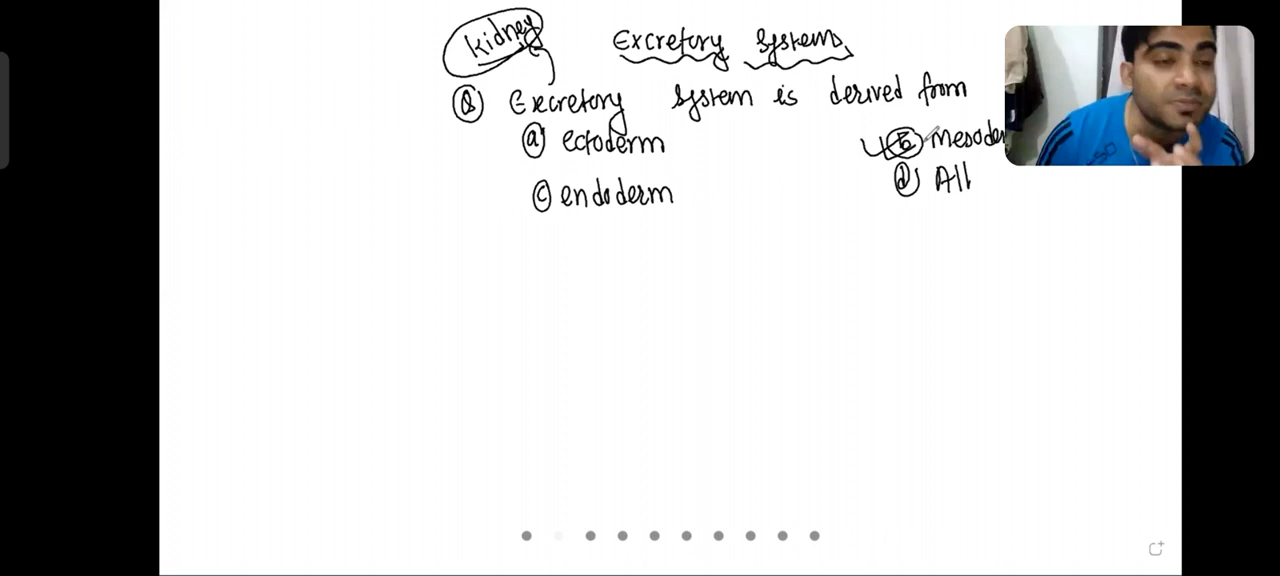 Kidney Excretory System
Q Excretory System is derived from
a ectoderm b Mesoder
c endoderm d All